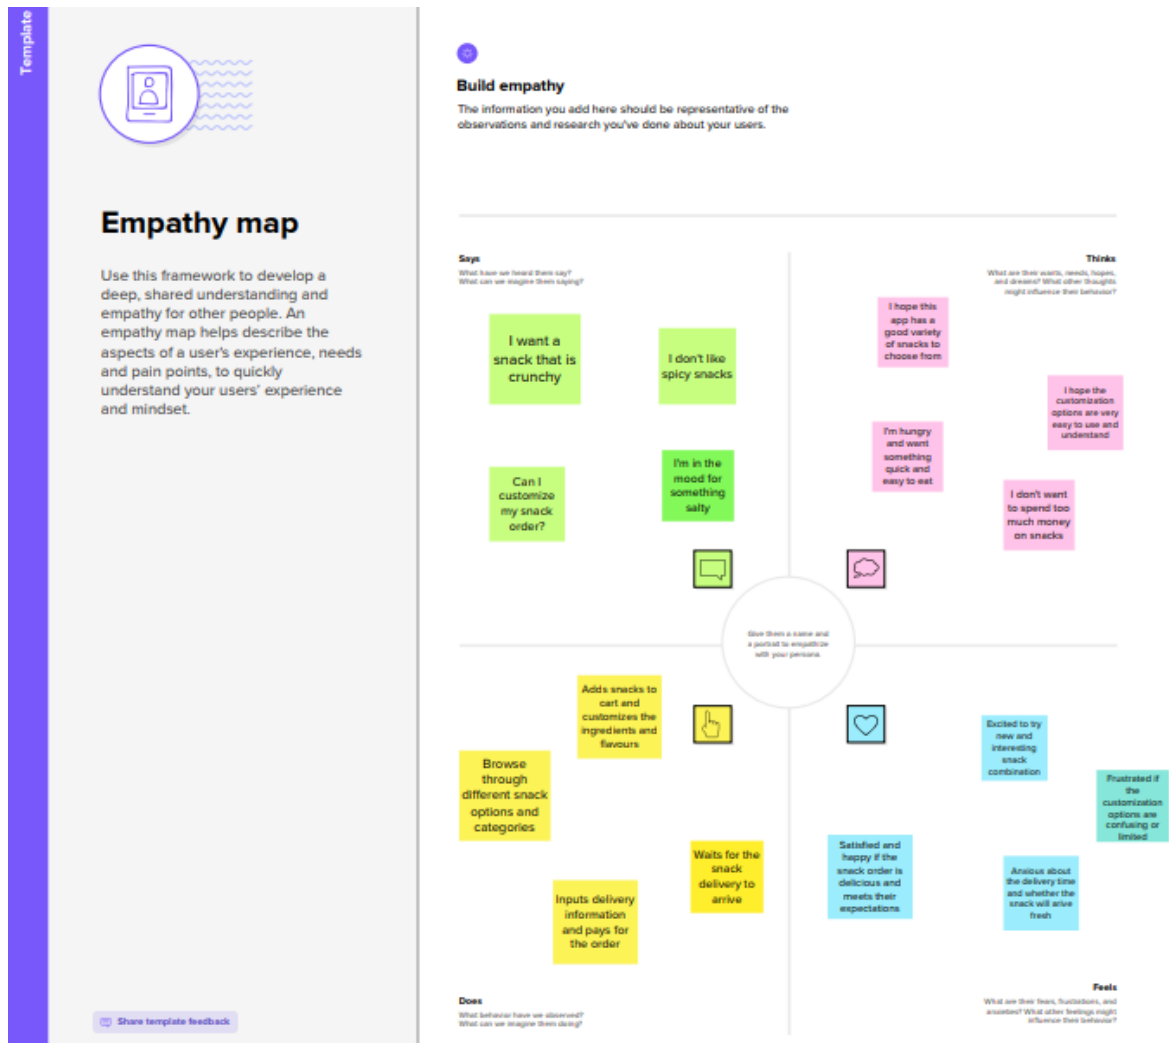 Template
Empathy map
Use this framework to develop a
deep, shared understanding and
empathy for other people. An
empathy map helps describe the
aspects of a user's experience, needs
and pain points, to quickly
understand your users' experience
and mindset.
Share template feedback
Build empathy
The information you add here should be representative of the
observations and research you've done about your users.
Says
What have we heard them say?
What can we imagine them saying?
I want a
snack that is
crunchy
I don't like
spicy snacks
Can I
customize
my snack
order?
I'm in the
mood for
something
salty
Thinks
What are their wants, needs, hopes,
and dreams? What other thoughts
might influence their behavior?
I hope this
app has a
good variety
of snacks to
choose from
I hope the
customization
options are very
easy to use and
understand
I'm hungry
and want
something
quick and
easy to eat
I don't want
to spend too
much money
on snacks
Give them a name and
a portrait to empathize
with your persona.
Adds snacks to
cart and
customizes the
ingredients and
flavours
Browse
through
different snack
options and
categories
Waits for the
snack
delivery to
arrive
Inputs delivery
information
and pays for
the order
Does
What behavior have we observed?
What can we imagine them doing?
Excited to try
new and
interesting
snack
combination
Frustrated if
the
customization
options are
confusing or
limited
Satisfied and
happy if the
snack order is
delicious and
meets their
expectations
Anxious about
the delivery time
and whether the
snack will arive
fresh
Feels
What are their fears, frustrations, and
anxieties? What other feelings might
influence their behavior?